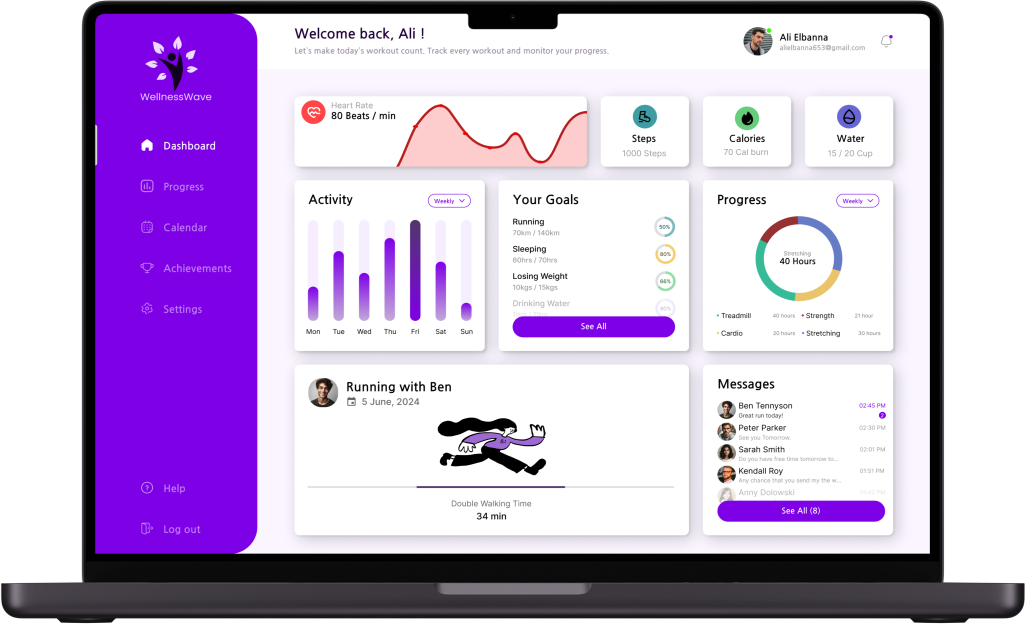 WellnessWave
Dashboard
Progress
Calendar
Achievements
Settings
Help
Log out
Welcome back, Ali !
Let's make today's workout count. Track every workout and monitor your progress.
Ali Elbanna
alielbanna653@gmail.com
Heart Rate
80 Beats / min
Steps
1000 Steps
Calories
70 Cal burn
Water
15 / 20 Cup
Activity
Weekly
Mon Tue Wed Thu Fri Sat Sun
Your Goals
Running
70km / 140km
50%
Sleeping
60hrs / 70hrs
80%
Losing Weight
10kgs / 15kgs
66%
Drinking Water
See All
Progress
Weekly
Stretching
40 Hours
Treadmill 40 hours
Strength 21 hour
Cardio 20 hours
Stretching 30 hours
Running with Ben
5 June, 2024
Double Walking Time
34 min
Messages
Ben Tennyson 02:45 PM
Great run today! 2
Peter Parker 02:30 PM
See you Tomorrow.
Sarah Smith 02:01 PM
Do you have free time tomorrow to...
Kendall Roy 01:51 PM
Any chance that you send my the w...
Anny Dolowski
See All (8)